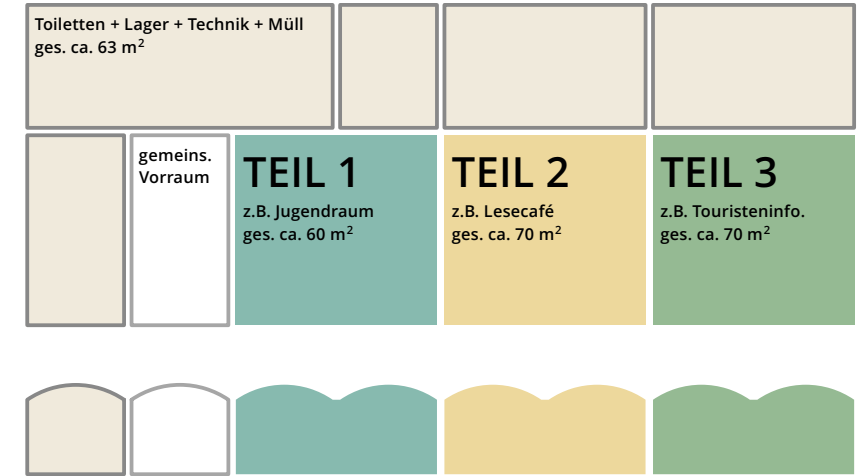 Toiletten + Lager + Technik + Müll
ges. ca. 63 m²
gemeins.
Vorraum
TEIL 1
z.B. Jugendraum
ges. ca. 60 m²
TEIL 2
z.B. Lesecafé
ges. ca. 70 m²
TEIL 3
z.B. Touristeninfo.
ges. ca. 70 m²